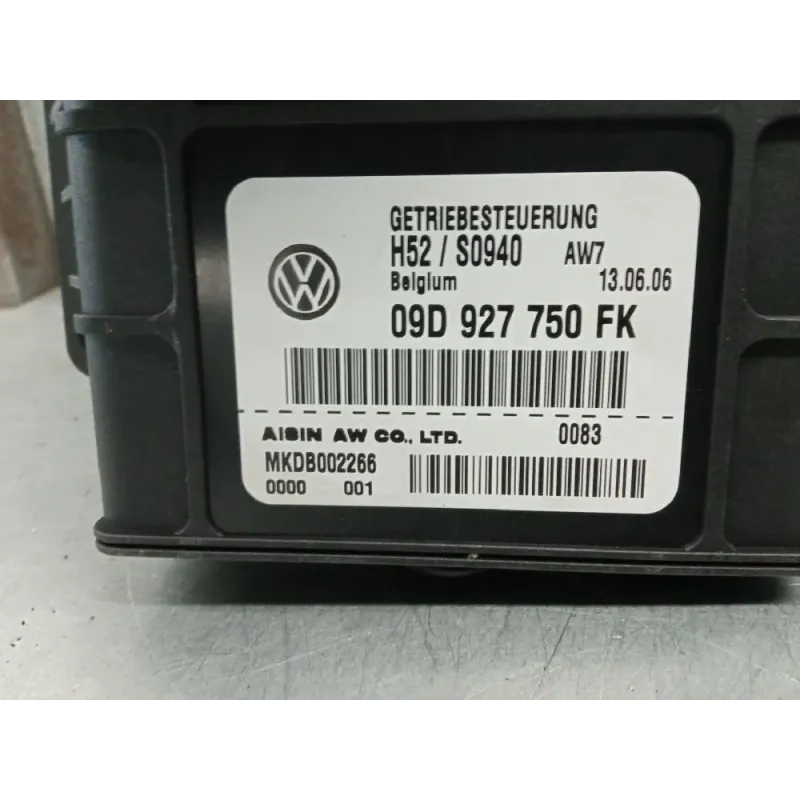 GETRIEBESTEUERUNG
H52 / S0940 AW7
Belgium 13.06.06
09D 927 750 FK
AISIN AW CO., LTD. 0083
MKDB002266
0000 001